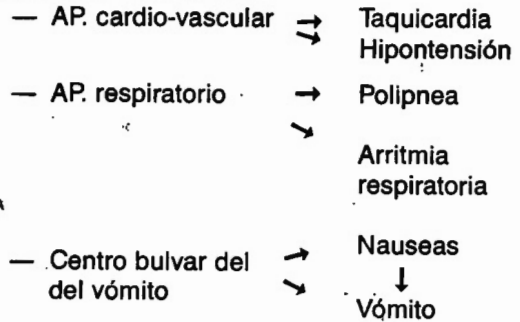 — AP. cardio-vascular → Taquicardia
↘ Hipontensión
— AP. respiratorio → Polipnea
↘ Arritmia
respiratoria
— Centro bulvar del → Nauseas
del vómito ↘ ↓
Vómito